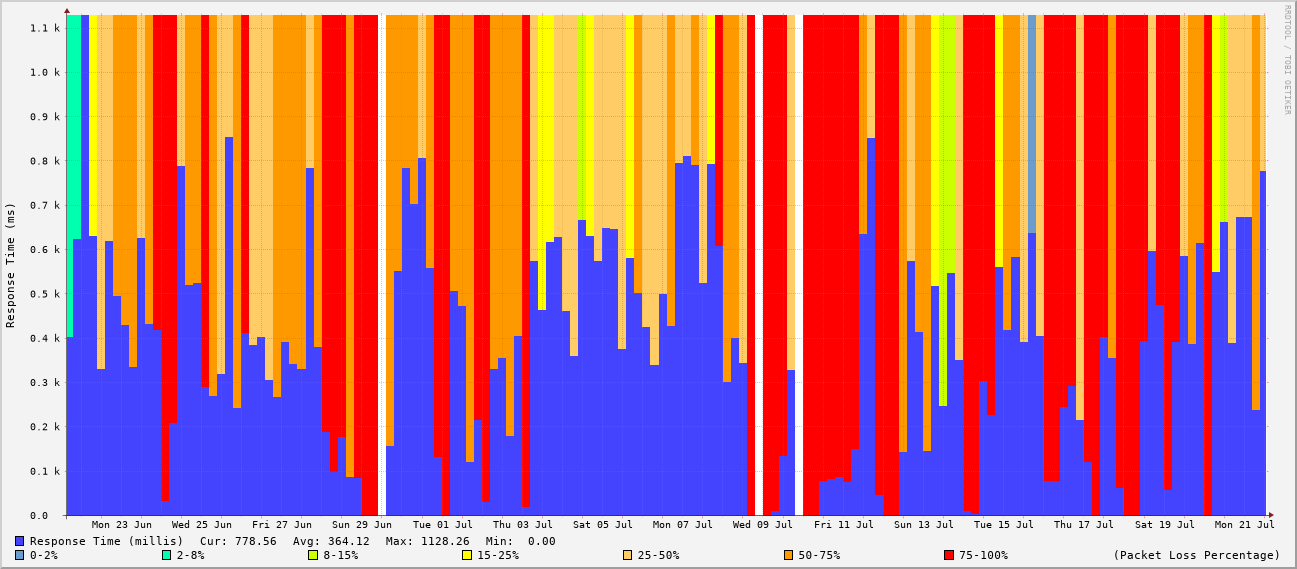 RRDTOOL / TOBI OETIKER
Response Time (ms)
1.1 k
1.0 k
0.9 k
0.8 k
0.7 k
0.6 k
0.5 k
0.4 k
0.3 k
0.2 k
0.1 k
0.0
Mon 23 Jun Wed 25 Jun Fri 27 Jun Sun 29 Jun Tue 01 Jul Thu 03 Jul Sat 05 Jul Mon 07 Jul Wed 09 Jul Fri 11 Jul Sun 13 Jul Tue 15 Jul Thu 17 Jul Sat 19 Jul Mon 21 Jul
Response Time (millis) Cur: 778.56 Avg: 364.12 Max: 1128.26 Min: 0.00
0-2% 2-8% 8-15% 15-25% 25-50% 50-75% 75-100% (Packet Loss Percentage)